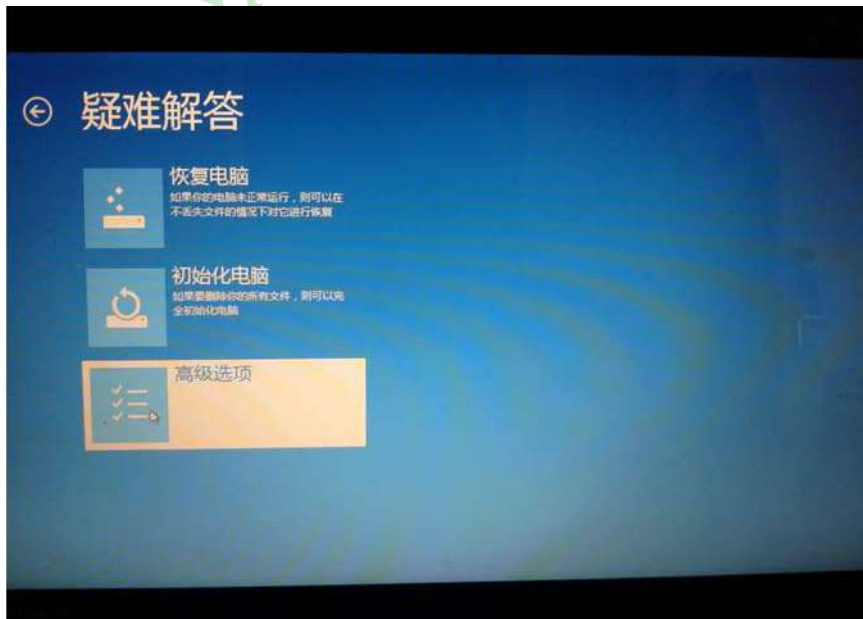 疑难解答
恢复电脑
如果你的电脑未正常运行，则可以在
不丢失文件的情况下对它进行恢复
初始化电脑
如果要删除你的所有文件，则可以完
全初始化电脑
高级选项